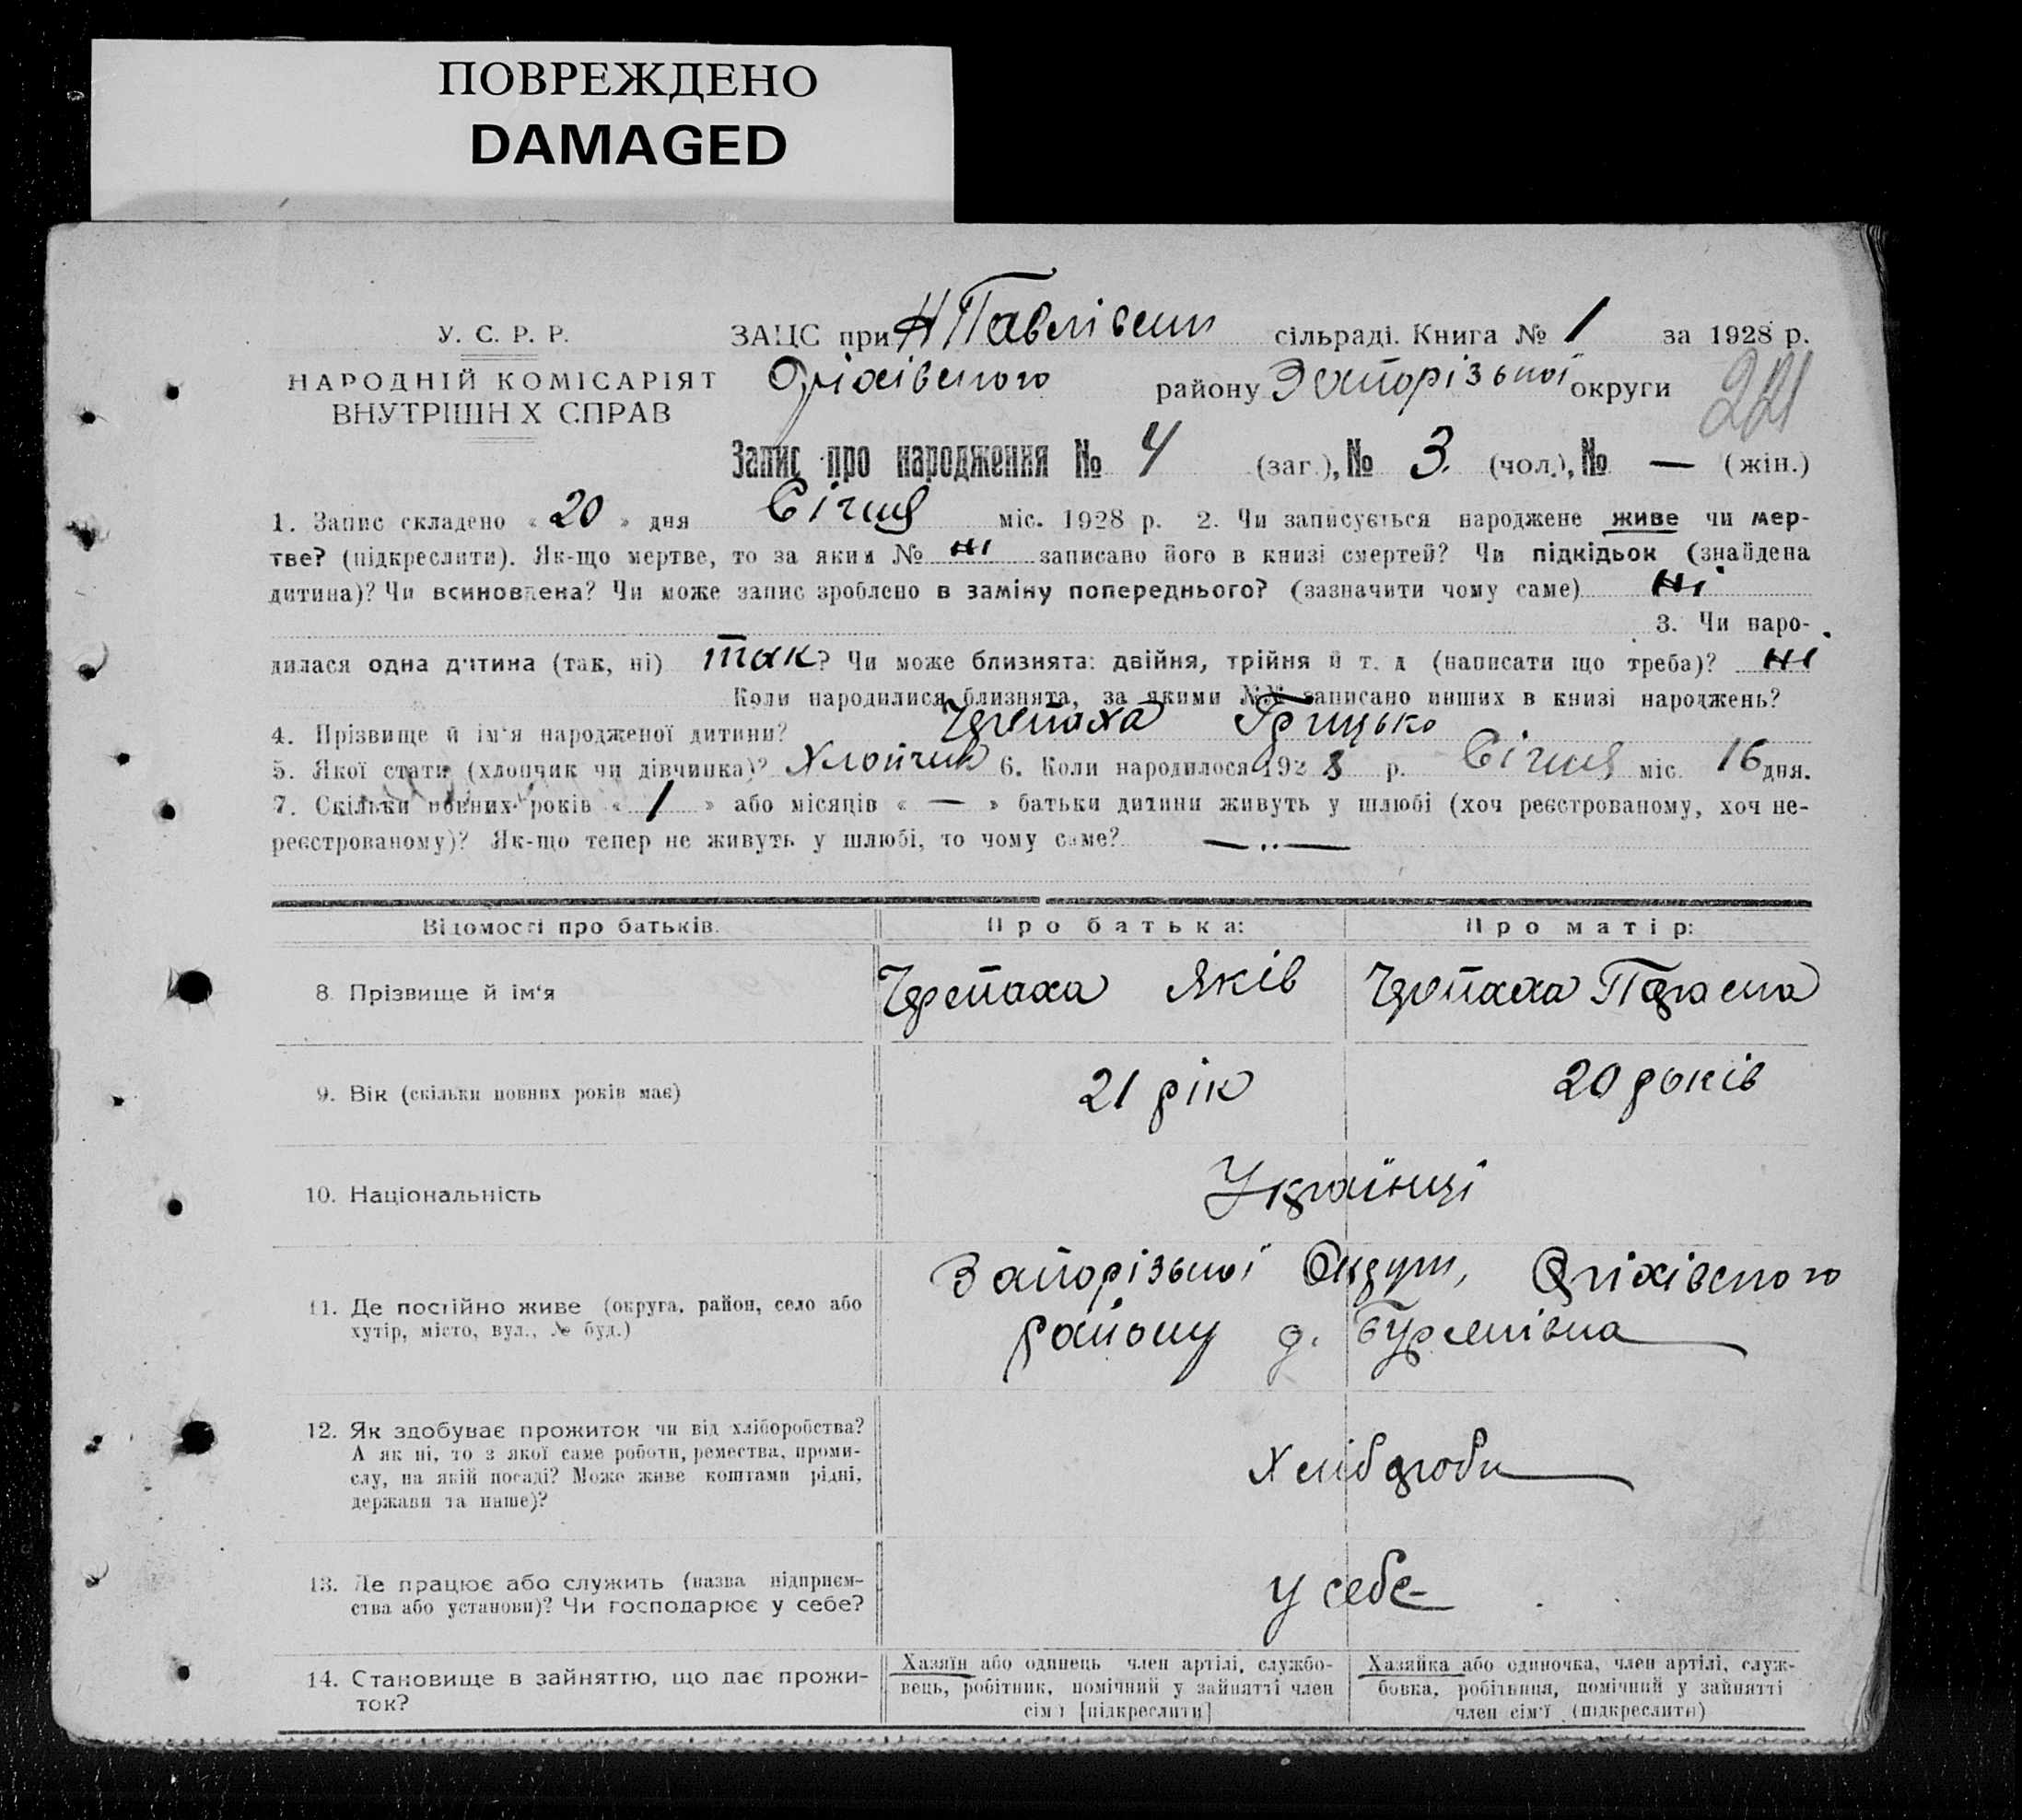 ПОВРЕЖДЕНО
DAMAGED
У. С. Р. Р.
НАРОДНІЙ КОМІСАРІЯТ
ВНУТРІШН Х СПРАВ
ЗАЦС при Н Павлівськ сільраді. Книга № 1 за 1928 р.
Оріхівського району Запорізької округи
221
Запис про народження № 4 (заг.), № 3. (чол.), № — (жін.)
1. Запис складено « 20 » дня Січня міс. 1928 р. 2. Чи записується народжене живе чи мер-
тве? (підкреслити). Як-що мертве, то за яким № ні записано його в книзі смертей? Чи підкідьок (знайдена
дитина)? Чи всиновлена? Чи може запис зроблено в заміну попереднього? (зазначити чому саме) Ні
3. Чи наро-
дилася одна дитина (так, ні) так? Чи може близнята: двійня, трійня й т. д (написати що треба)? ні
Коли народилися близнята, за якими №№ записано инших в книзі народжень?
4. Прізвище й ім'я народженої дитини? Черепаха Грицько
5. Якої стати (хлопчик чи дівчинка)? Хлопчик 6. Коли народилося 1928 р. Січня міс. 16 дня.
7. Скільки повних років « 1 » або місяців « — » батьки дитини живуть у шлюбі (хоч реєстрованому, хоч не-
реєстрованому)? Як-що тепер не живуть у шлюбі, то чому саме? —..—
Відомості про батьків. Про батька: Про матір:
8. Прізвище й ім'я Черепаха Яків Черепаха Параска
9. Вік (скільки повних років має) 21 рік 20 років
10. Національність Українці
11. Де постійно живе (округа, район, село або Запорізької Округи, Оріхівського
хутір, місто, вул., № буд.) району д.
12. Як здобуває прожиток чи від хліборобства?
А як ні, то з якої саме роботи, ремества, проми-
слу, на якій посаді? Може живе коштами рідні, Хлібороби
держави та инше)?
13. Де працює або служить (назва підприєм-
ства або установи)? Чи господарює у себе? у себе
14. Становище в зайняттю, що дає прожи-
ток?
Хазяїн або одинець член артілі, службо-
вець, робітник, помічний у зайнятті член
сім'ї [підкреслити]
Хазяйка або одиночка, член артілі, служ-
бовка, робітниця, помічний у зайнятті
член сім'ї (підкреслити)